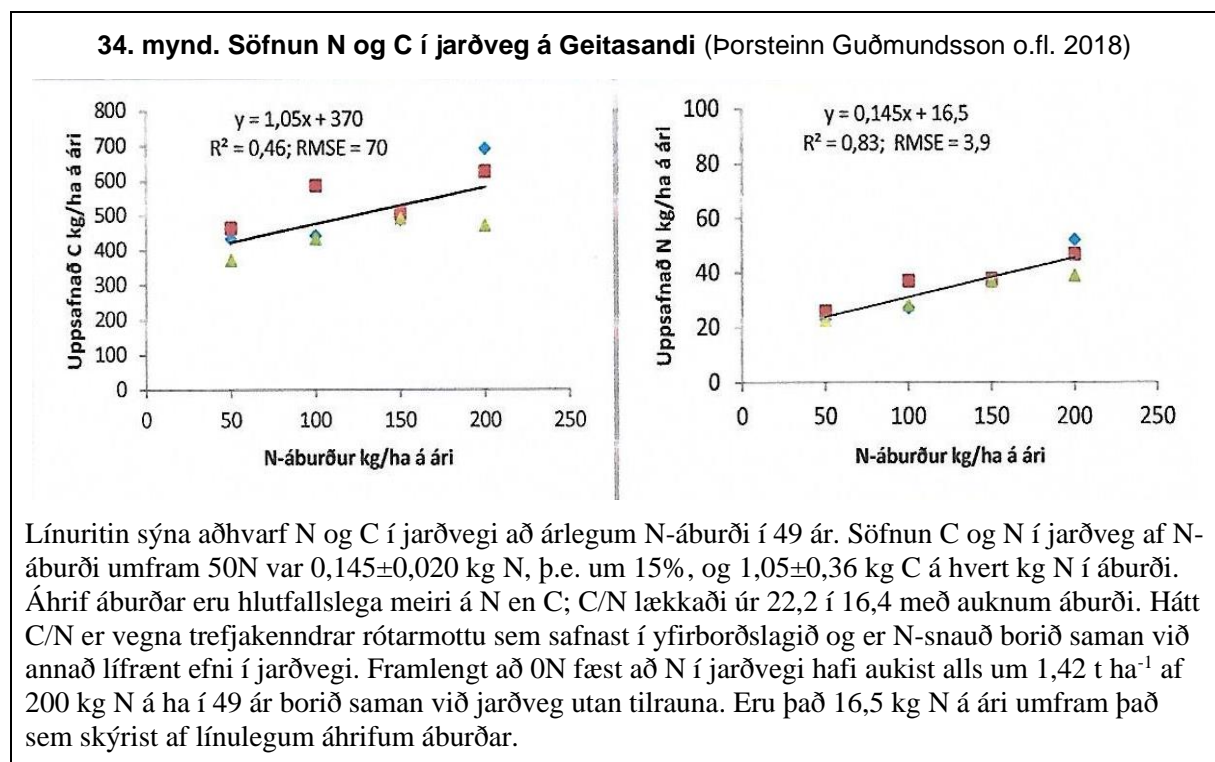 34. mynd. Söfnun N og C í jarðveg á Geitasandi (Þorsteinn Guðmundsson o.fl. 2018)
Uppsafnað C kg/ha á ári
800
700
600
500
400
300
200
100
0
y = 1,05x + 370
R² = 0,46; RMSE = 70
0 50 100 150 200 250
N-áburður kg/ha á ári
Uppsafnað N kg/ha á ári
100
80
60
40
20
0
y = 0,145x + 16,5
R² = 0,83; RMSE = 3,9
0 50 100 150 200 250
N-áburður kg/ha á ári
Línuritin sýna aðhvarf N og C í jarðvegi að árlegum N-áburði í 49 ár. Söfnun C og N í jarðveg af N-
áburði umfram 50N var 0,145±0,020 kg N, þ.e. um 15%, og 1,05±0,36 kg C á hvert kg N í áburði.
Áhrif áburðar eru hlutfallslega meiri á N en C; C/N lækkaði úr 22,2 í 16,4 með auknum áburði. Hátt
C/N er vegna trefjakenndrar rótarmottu sem safnast í yfirborðslagið og er N-snauð borið saman við
annað lífrænt efni í jarðvegi. Framlengt að 0N fæst að N í jarðvegi hafi aukist alls um 1,42 t ha⁻¹ af
200 kg N á ha í 49 ár borið saman við jarðveg utan tilrauna. Eru það 16,5 kg N á ári umfram það
sem skýrist af línulegum áhrifum áburðar.